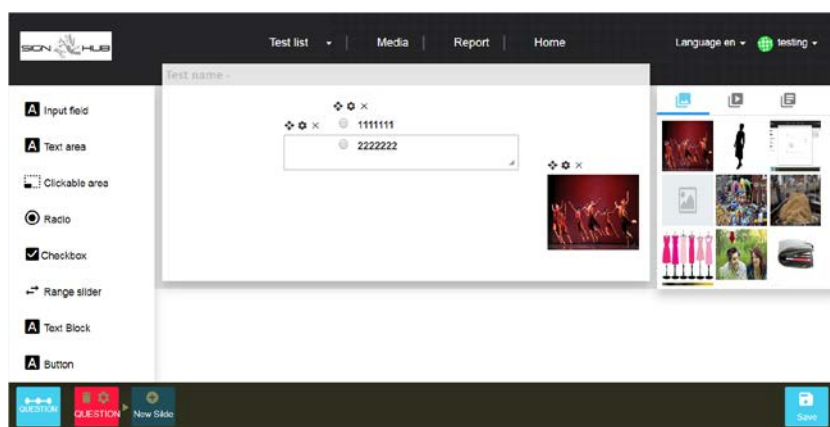 SIGN HUB
Test list | Media | Report | Home
Language en
testing
Test name -
Input field
Text area
Clickable area
Radio
Checkbox
Range slider
Text Block
Button
1111111
2222222
QUESTION
QUESTION
New Slide
Save